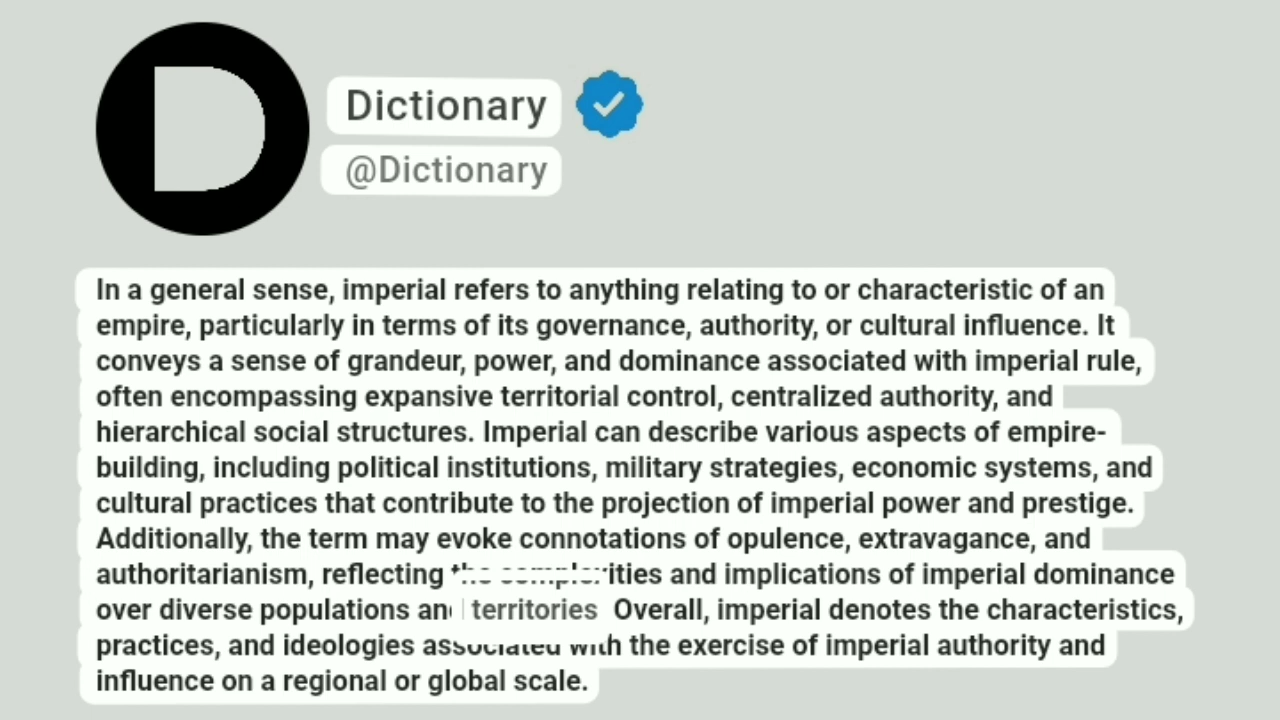 Dictionary
@Dictionary
In a general sense, imperial refers to anything relating to or characteristic of an
empire, particularly in terms of its governance, authority, or cultural influence. It
conveys a sense of grandeur, power, and dominance associated with imperial rule,
often encompassing expansive territorial control, centralized authority, and
hierarchical social structures. Imperial can describe various aspects of empire-
building, including political institutions, military strategies, economic systems, and
cultural practices that contribute to the projection of imperial power and prestige.
Additionally, the term may evoke connotations of opulence, extravagance, and
authoritarianism, reflecting the complexities and implications of imperial dominance
over diverse populations and territories Overall, imperial denotes the characteristics,
practices, and ideologies associated with the exercise of imperial authority and
influence on a regional or global scale.